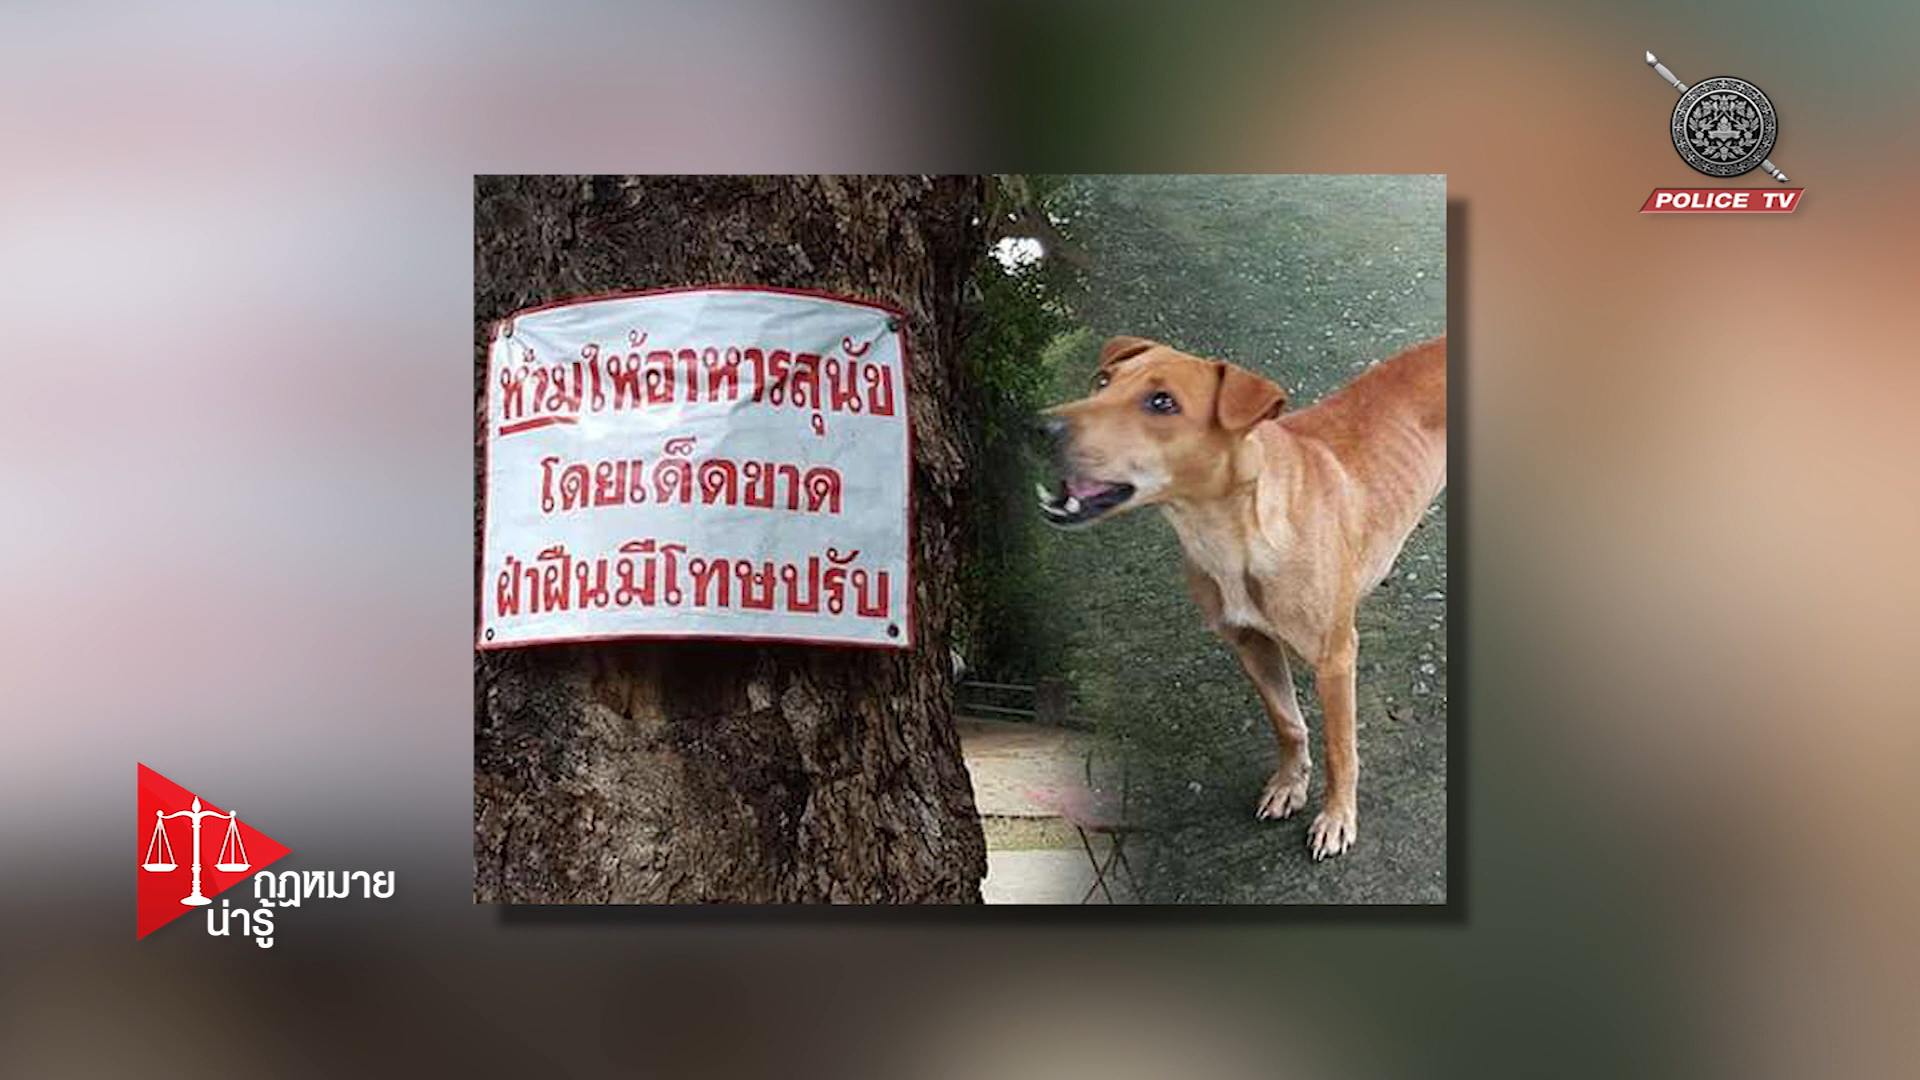 POLICE TV
ห้ามให้อาหารสุนัข
โดยเด็ดขาด
ฝ่าฝืนมีโทษปรับ
กฎหมาย
น่ารู้